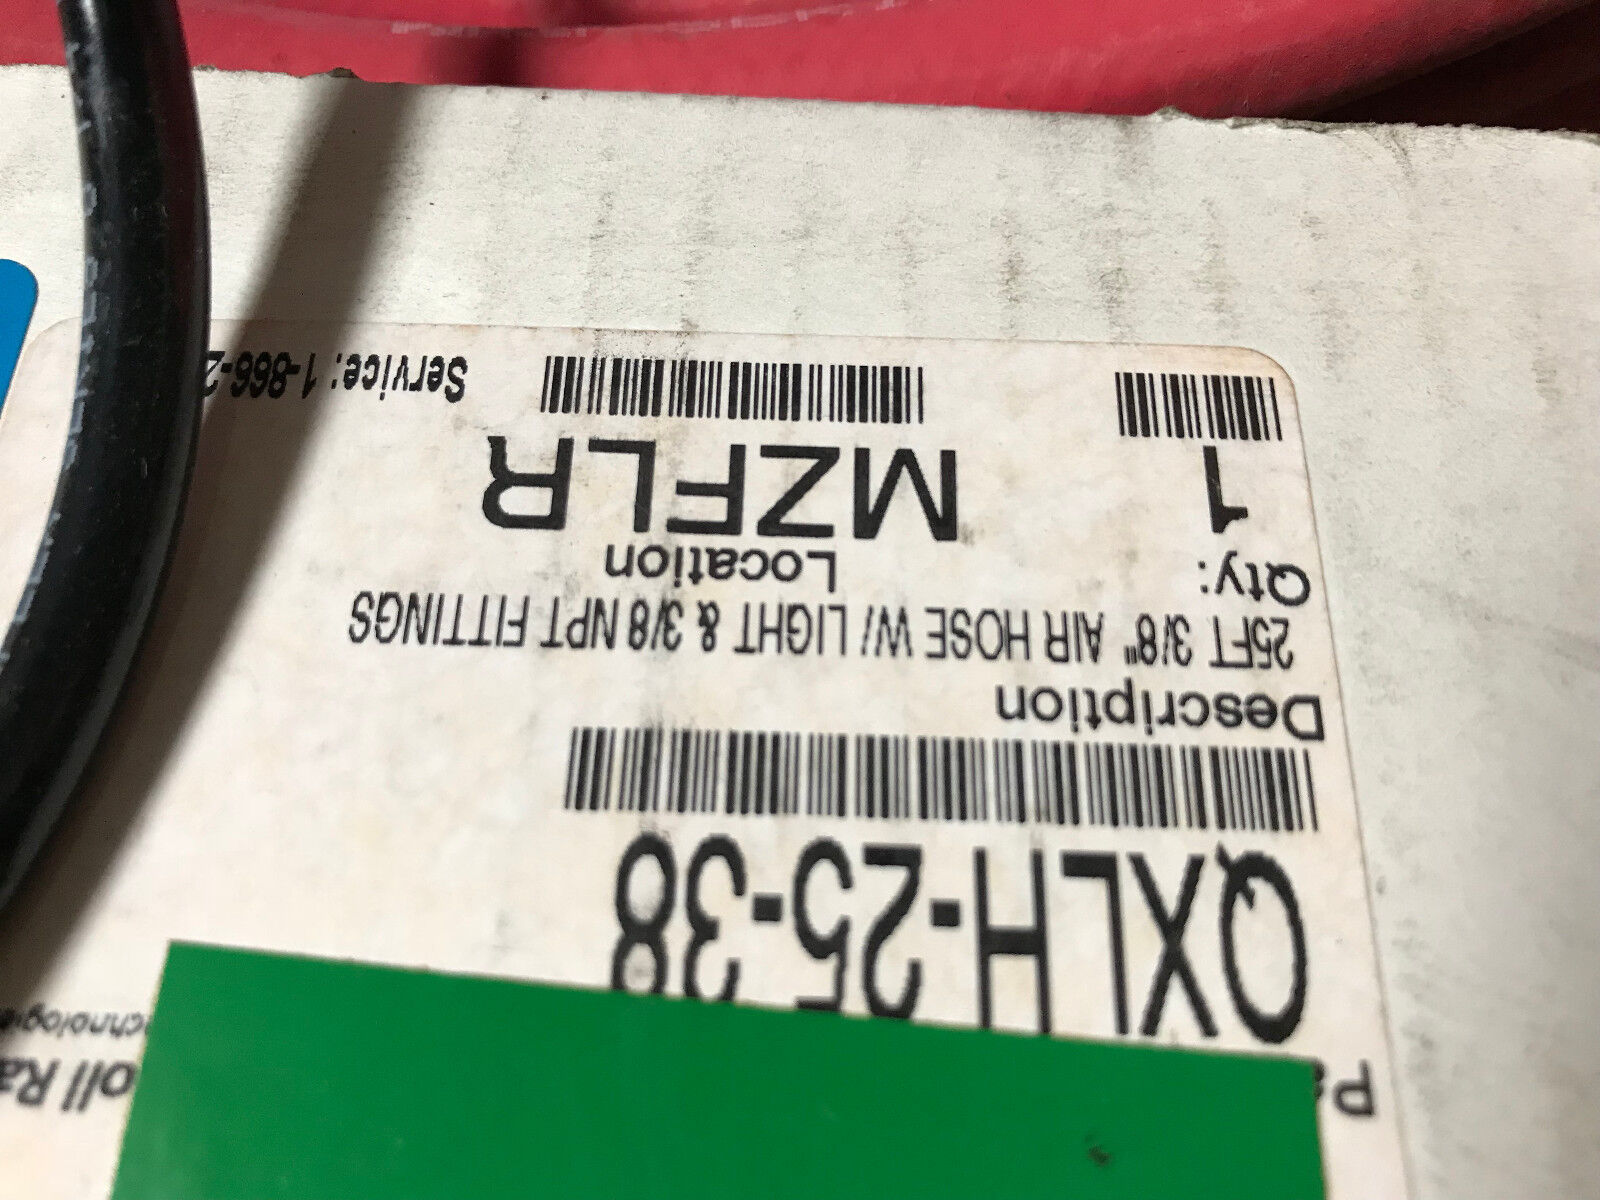 QXLH-25-38
Description
25FT 3/8" AIR HOSE W/ LIGHT & 3/8 NPT FITTINGS
Qty: Location
1 MZFLR
Service: 1-866-2